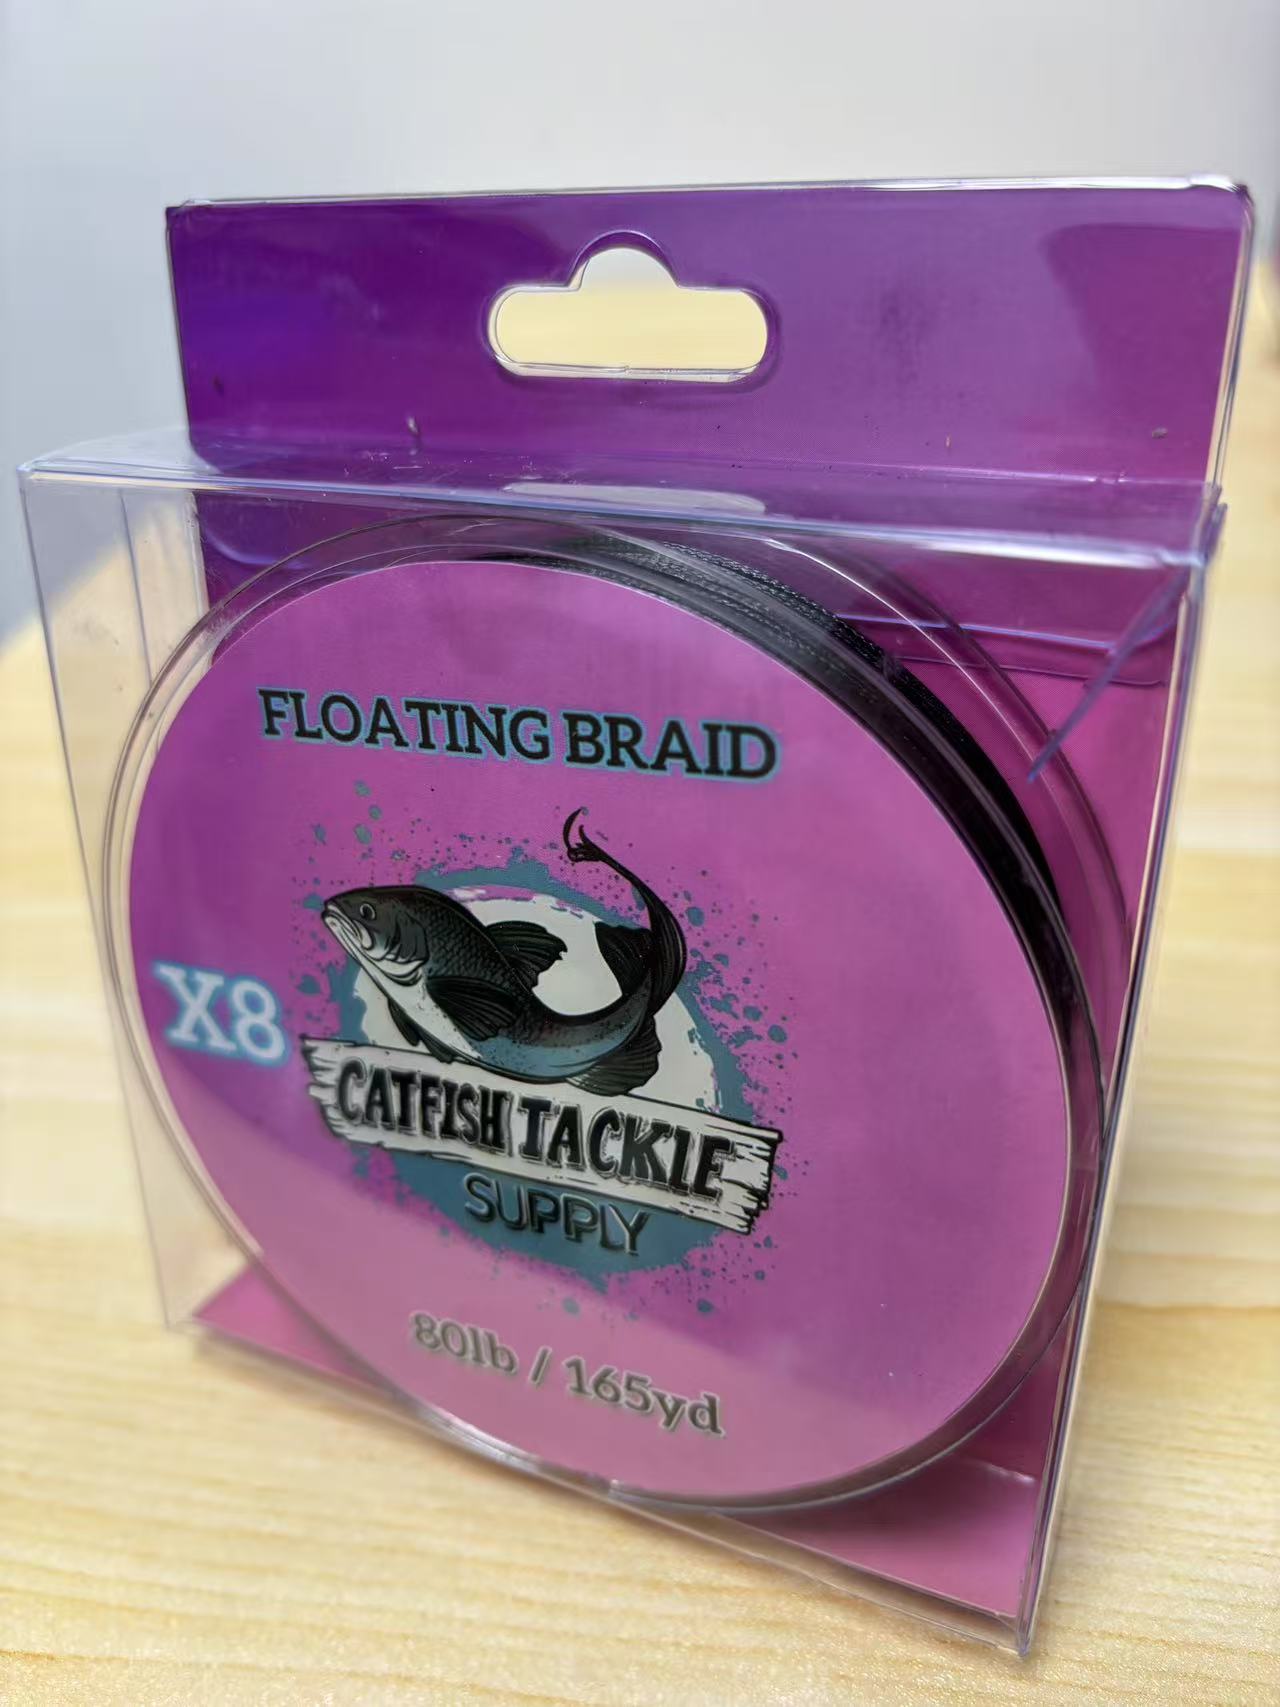 FLOATING BRAID
X8
CATFISH TACKLE
SUPPLY
80lb / 165yd